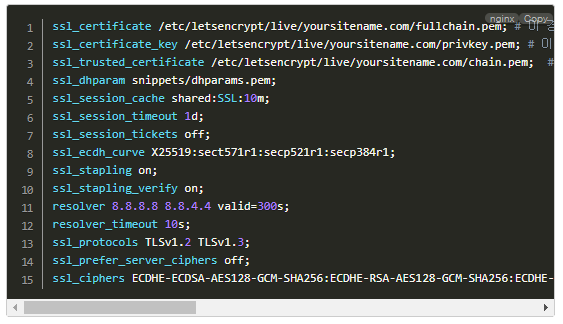 nginx Copy
1 ssl_certificate /etc/letsencrypt/live/yoursitename.com/fullchain.pem; # 이
2 ssl_certificate_key /etc/letsencrypt/live/yoursitename.com/privkey.pem; # 이
3 ssl_trusted_certificate /etc/letsencrypt/live/yoursitename.com/chain.pem; #
4 ssl_dhparam snippets/dhparams.pem;
5 ssl_session_cache shared:SSL:10m;
6 ssl_session_timeout 1d;
7 ssl_session_tickets off;
8 ssl_ecdh_curve X25519:sect571r1:secp521r1:secp384r1;
9 ssl_stapling on;
10 ssl_stapling_verify on;
11 resolver 8.8.8.8 8.8.4.4 valid=300s;
12 resolver_timeout 10s;
13 ssl_protocols TLSv1.2 TLSv1.3;
14 ssl_prefer_server_ciphers off;
15 ssl_ciphers ECDHE-ECDSA-AES128-GCM-SHA256:ECDHE-RSA-AES128-GCM-SHA256:ECDHE-